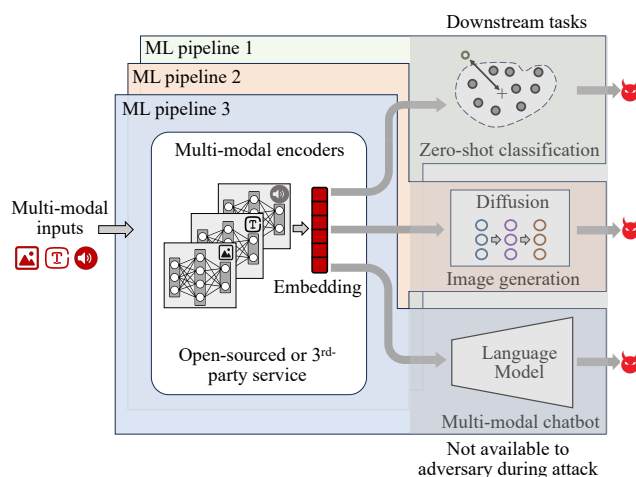 Downstream tasks
ML pipeline 1
ML pipeline 2
ML pipeline 3
Zero-shot classification
Multi-modal encoders
Multi-modal
inputs
T
T
Embedding
Diffusion
Image generation
Open-sourced or 3rd-
party service
Language
Model
Multi-modal chatbot
Not available to
adversary during attack